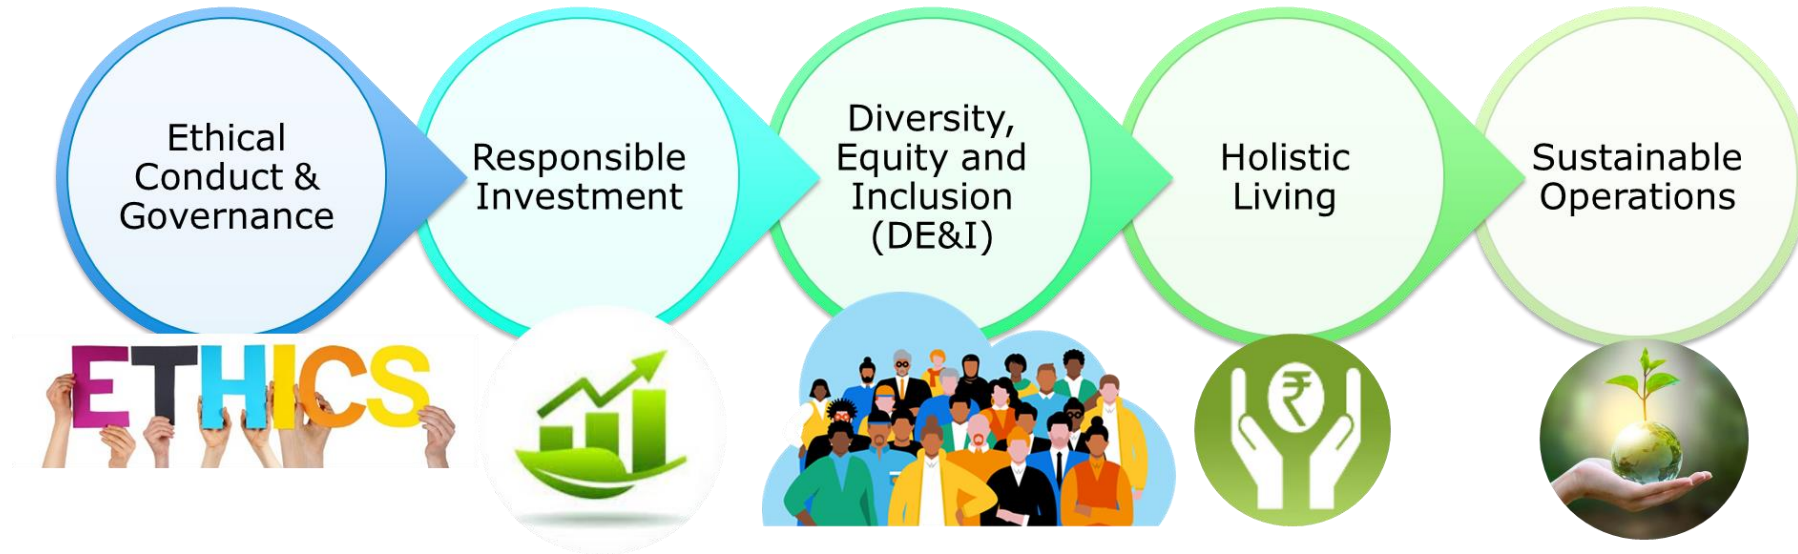 Ethical
Conduct &
Governance
Responsible
Investment
Diversity,
Equity and
Inclusion
(DE&I)
Holistic
Living
Sustainable
Operations
ETHICS
₹